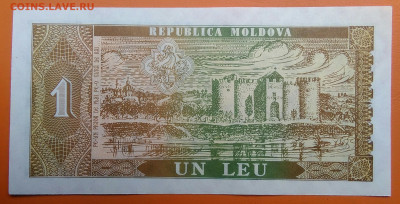 COINS.LAVE.RU
REPUBLICA MOLDOVA
1
UN LEU